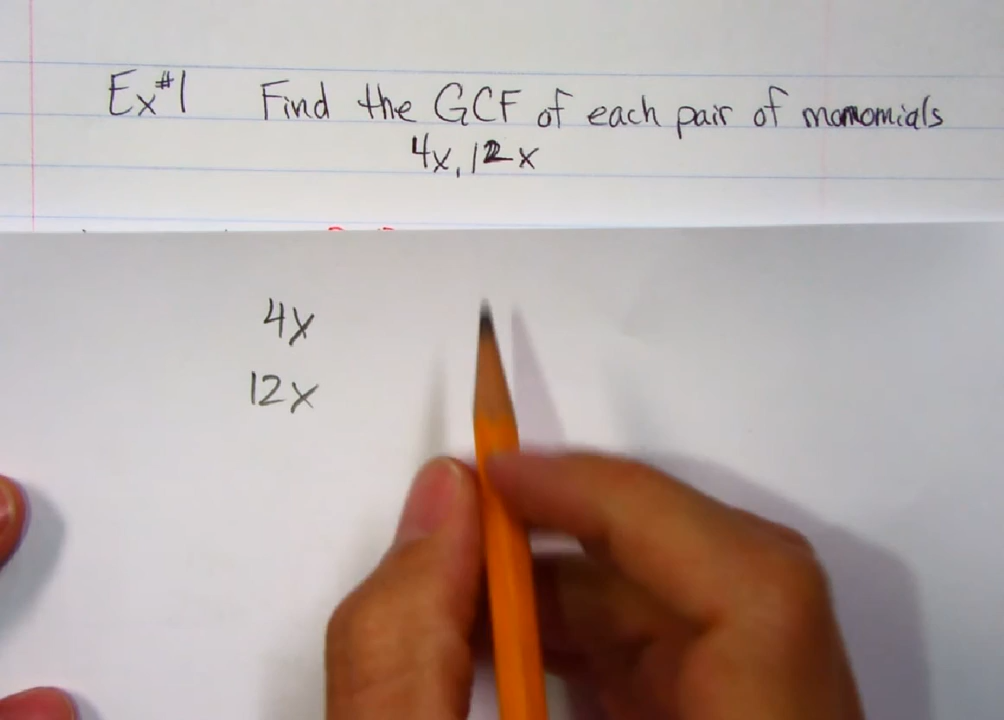 Ex#1 Find the GCF of each pair of monomials
4x, 12x
4x
12x